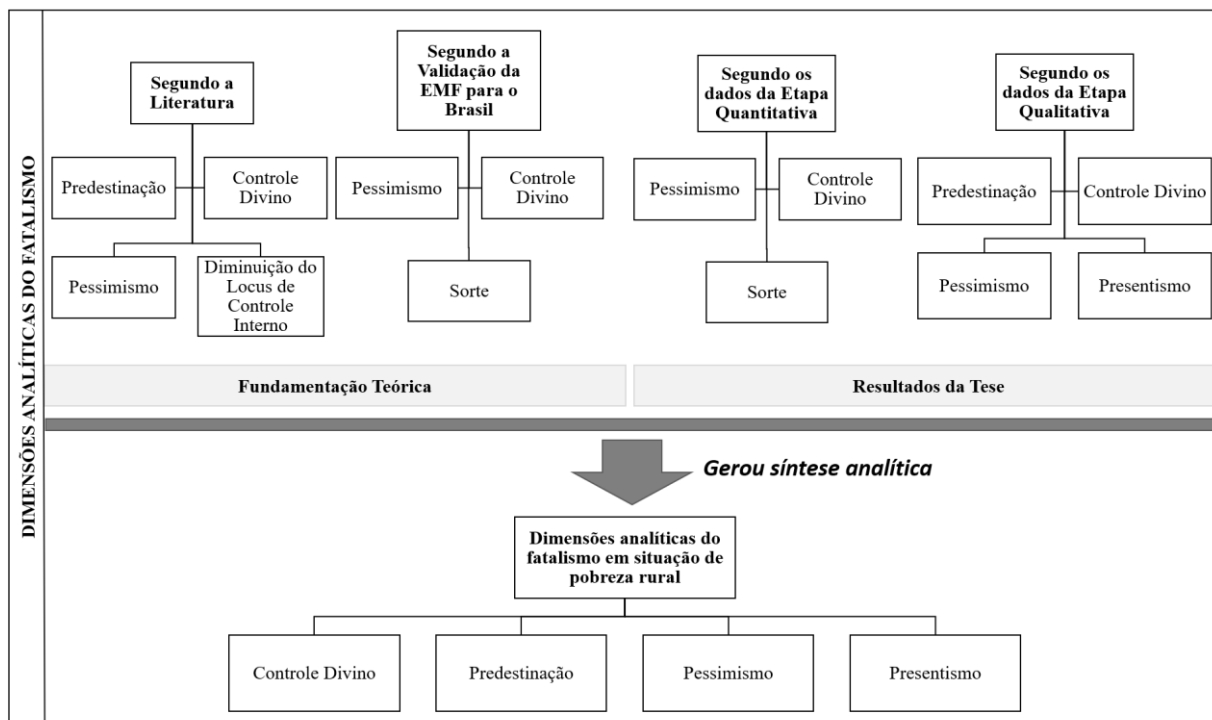 DIMENSÕES ANALÍTICAS DO FATALISMO
Segundo a
Literatura
Predestinação
Controle
Divino
Pessimismo
Diminuição do
Locus de
Controle
Interno
Segundo a
Validação da
EMF para o
Brasil
Pessimismo
Controle
Divino
Sorte
Segundo os
dados da Etapa
Quantitativa
Pessimismo
Controle
Divino
Sorte
Segundo os
dados da Etapa
Qualitativa
Predestinação
Controle Divino
Pessimismo
Presentismo
Fundamentação Teórica
Resultados da Tese
Gerou síntese analítica
Dimensões analíticas do
fatalismo em situação de
pobreza rural
Controle Divino
Predestinação
Pessimismo
Presentismo